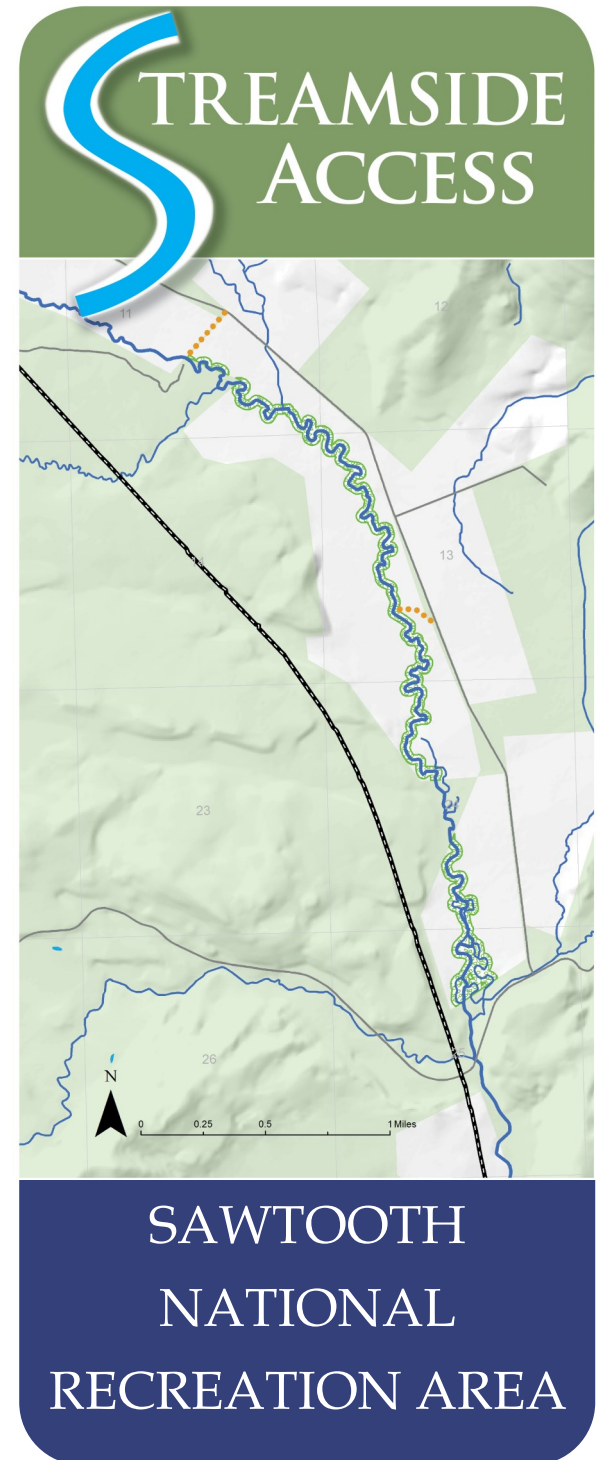 STREAMSIDE
ACCESS
11
12
13
23
26
N
0 0.25 0.5 1 Miles
SAWTOOTH
NATIONAL
RECREATION AREA